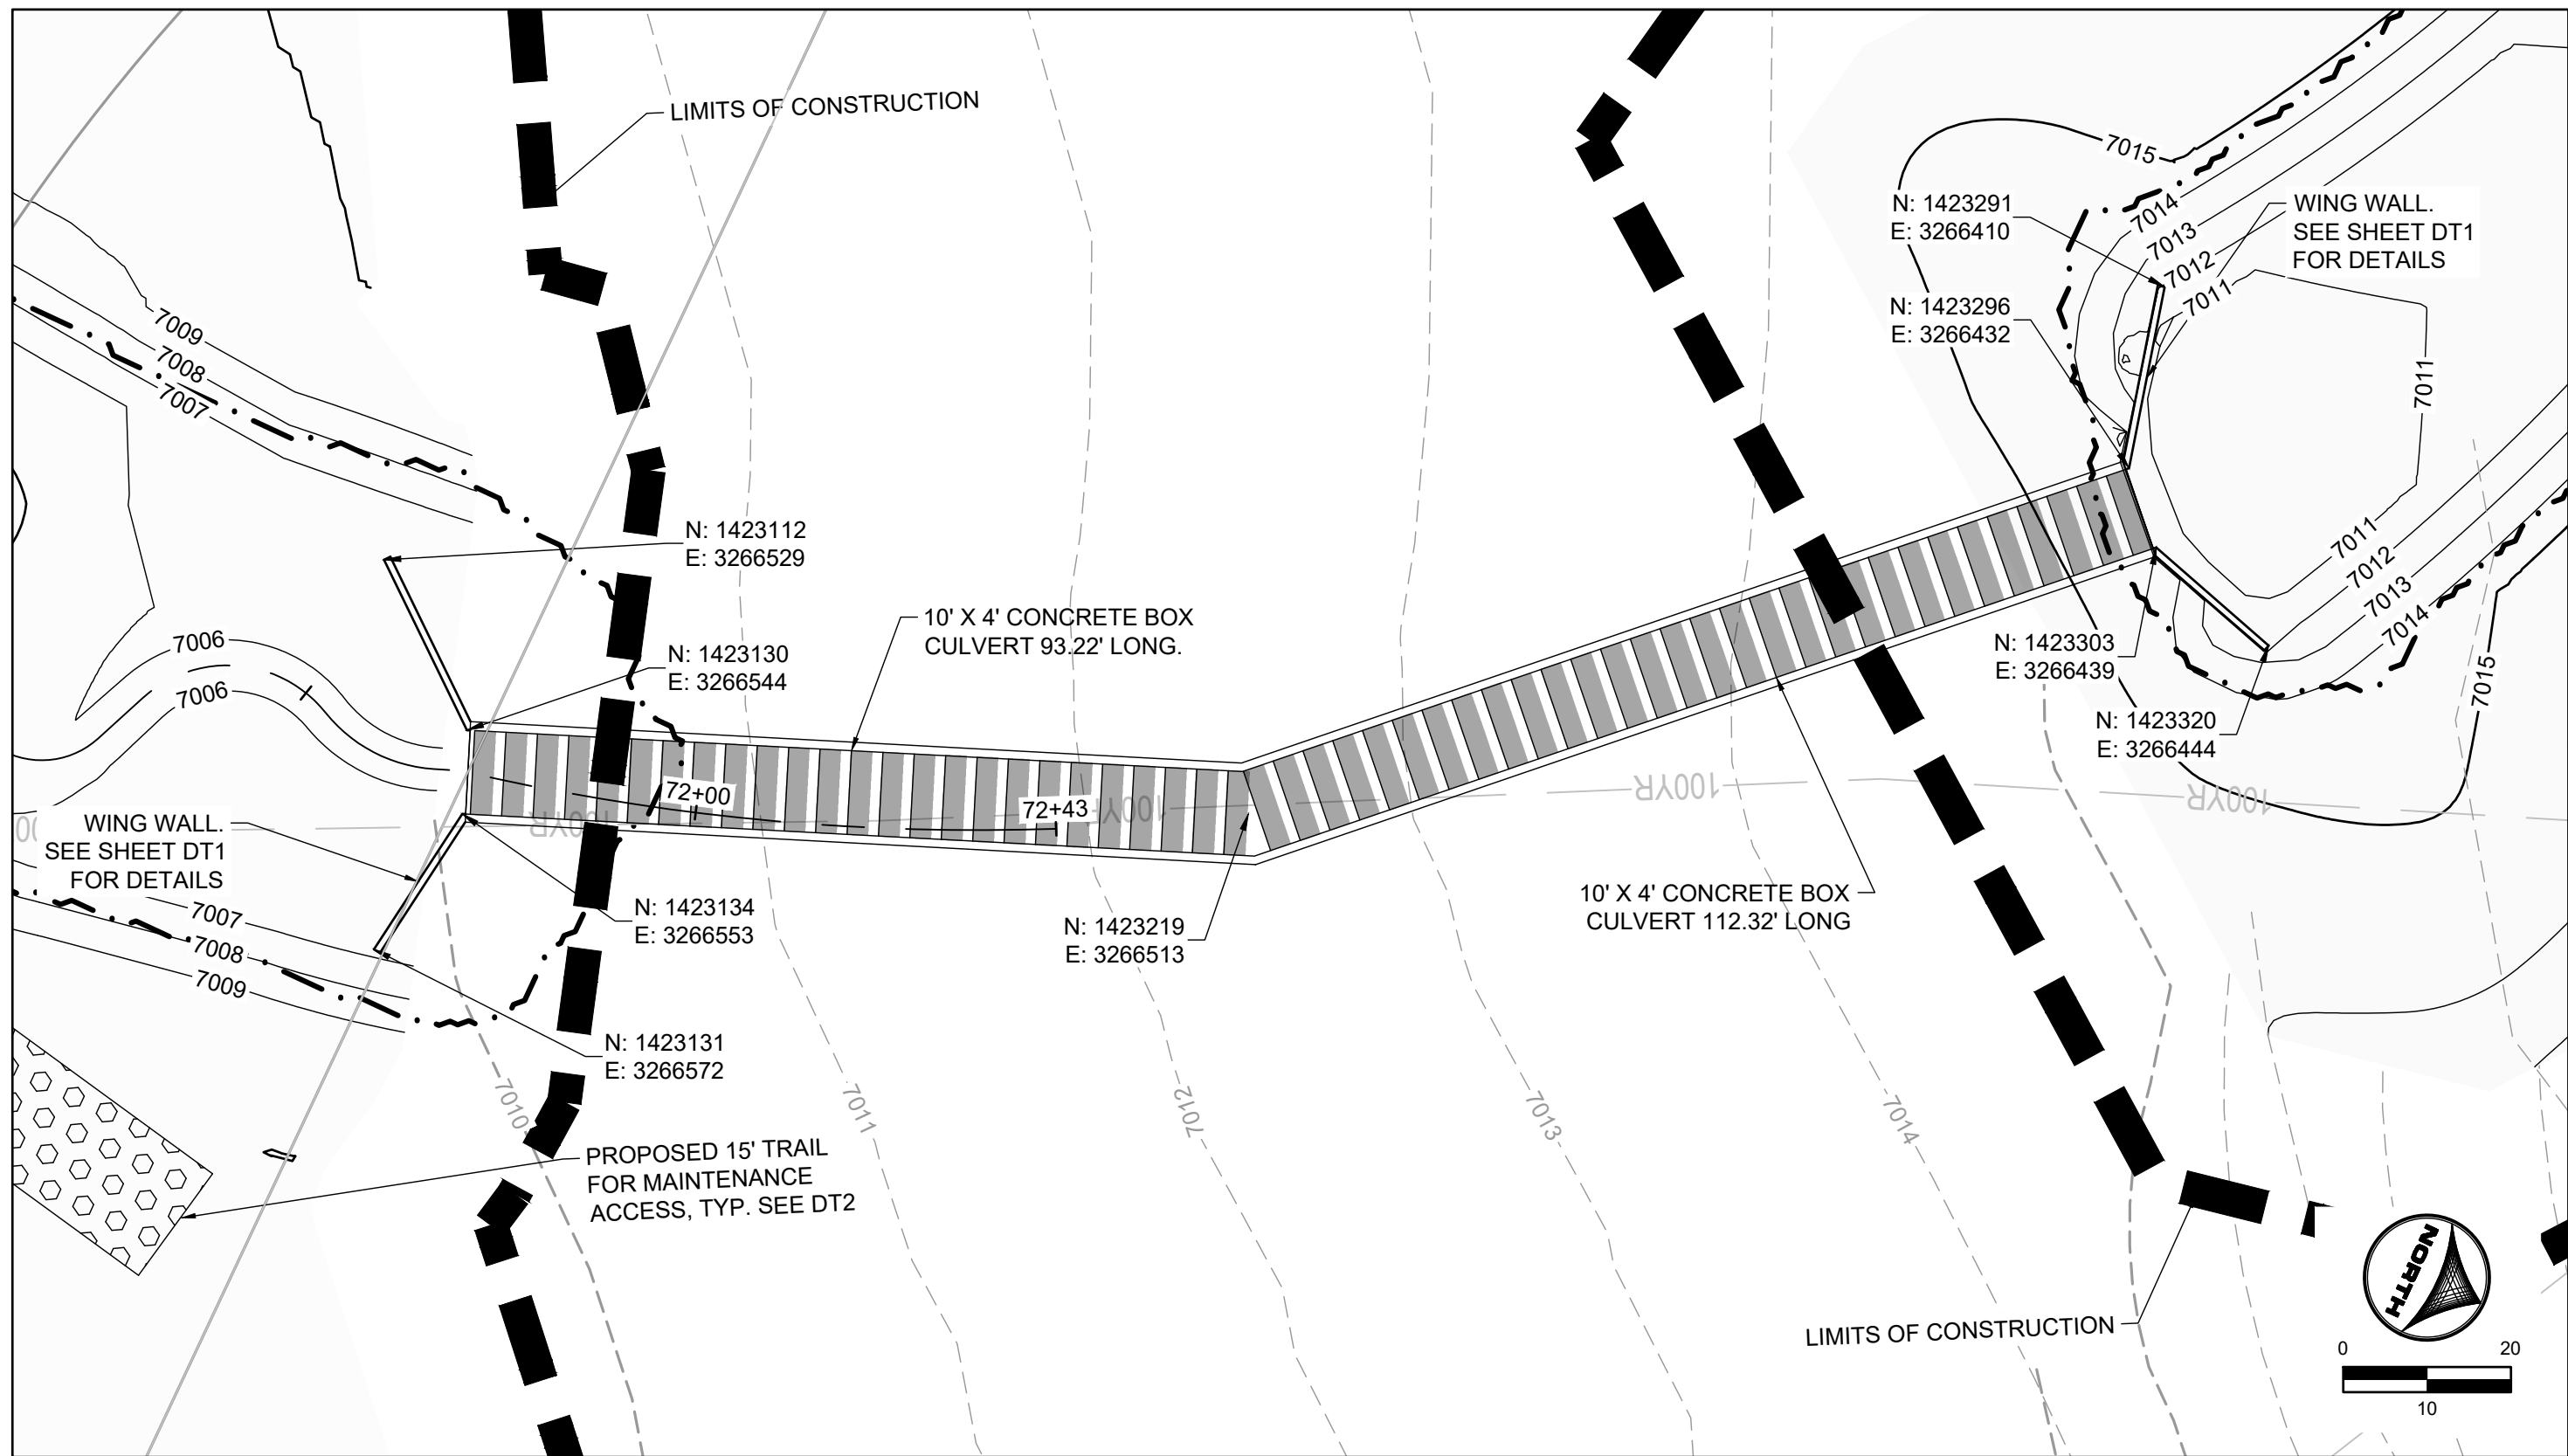 LIMITS OF CONSTRUCTION
7015
N: 1423291
E: 3266410
7014
7013
7012
7011
WING WALL.
SEE SHEET DT1
FOR DETAILS
N: 1423296
E: 3266432
7011
7009
7008
7007
N: 1423112
E: 3266529
7011
7012
7013
7014
7015
10' X 4' CONCRETE BOX
CULVERT 93.22' LONG.
N: 1423130
E: 3266544
7006
7006
N: 1423303
E: 3266439
N: 1423320
E: 3266444
72+00
72+43
100YR
100YR
100YR
100YR
WING WALL.
SEE SHEET DT1
FOR DETAILS
7007
7008
7009
N: 1423134
E: 3266553
N: 1423219
E: 3266513
10' X 4' CONCRETE BOX
CULVERT 112.32' LONG
N: 1423131
E: 3266572
7010
7011
7012
7013
7014
PROPOSED 15' TRAIL
FOR MAINTENANCE
ACCESS, TYP. SEE DT2
LIMITS OF CONSTRUCTION
NORTH
0
20
10